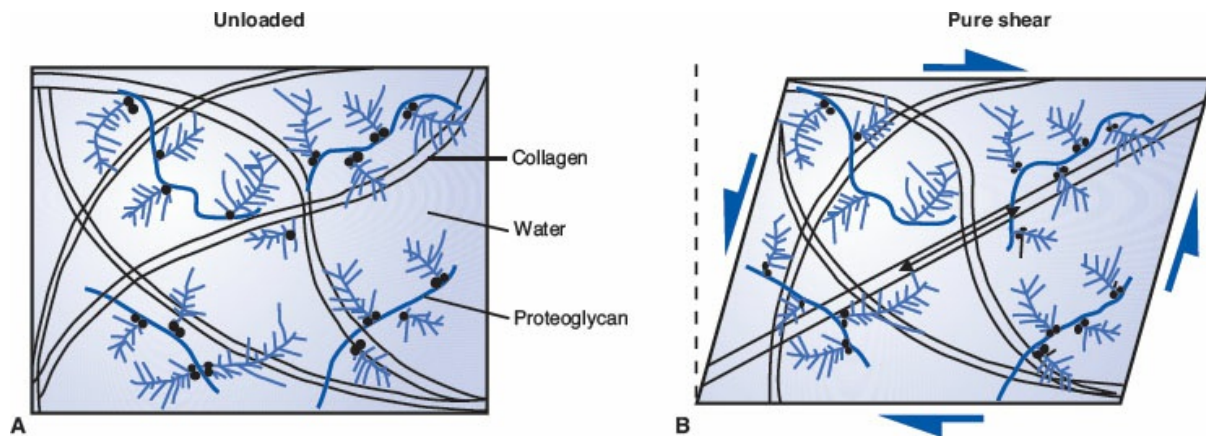 Unloaded
Pure shear
Collagen
Water
Proteoglycan
A
B